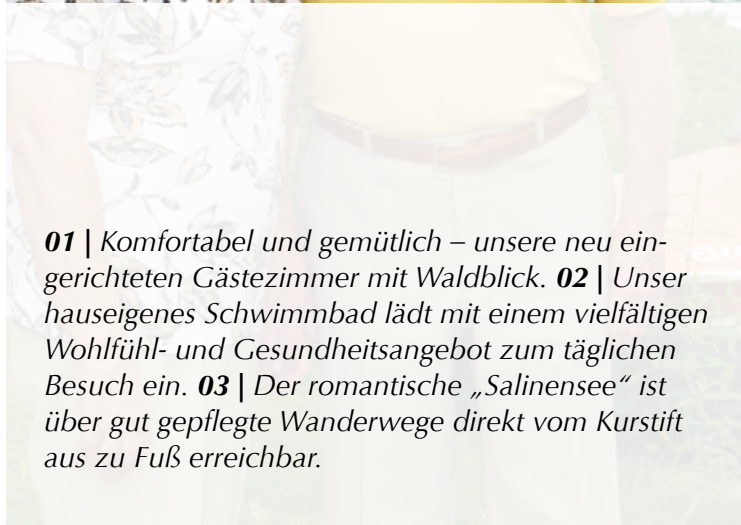 01 | Komfortabel und gemütlich – unsere neu ein-
gerichteten Gästezimmer mit Waldblick. 02 | Unser
hauseigenes Schwimmbad lädt mit einem vielfältigen
Wohlfühl- und Gesundheitsangebot zum täglichen
Besuch ein. 03 | Der romantische „Salinensee“ ist
über gut gepflegte Wanderwege direkt vom Kurstift
aus zu Fuß erreichbar.